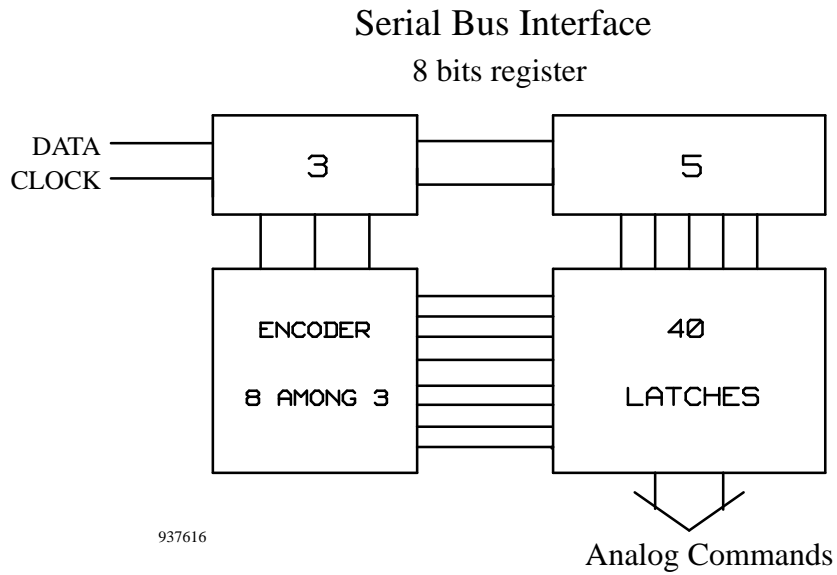 Serial Bus Interface
8 bits register
DATA
CLOCK
3
5
ENCODER
8 AMONG 3
40
LATCHES
937616
Analog Commands